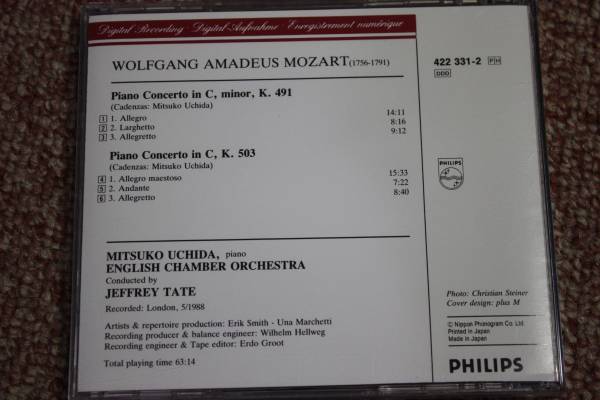 Digital Recording Digital-Aufnahme Enregistrement numérique
WOLFGANG AMADEUS MOZART (1756-1791)
422 331-2 PH
DDD
Piano Concerto in C, minor, K. 491
(Cadenzas: Mitsuko Uchida)
1 1. Allegro 14:11
2 2. Larghetto 8:16
3 3. Allegretto 9:12
Piano Concerto in C, K. 503
(Cadenzas: Mitsuko Uchida)
4 1. Allegro maestoso 15:33
5 2. Andante 7:22
6 3. Allegretto 8:40
PHILIPS
MITSUKO UCHIDA, piano
ENGLISH CHAMBER ORCHESTRA
Conducted by
JEFFREY TATE
Recorded: London, 5/1988
Artists & repertoire production: Erik Smith - Una Marchetti
Recording producer & balance engineer: Wilhelm Hellweg
Recording engineer & Tape editor: Erdo Groot
Total playing time 63:14
Photo: Christian Steiner
Cover design: plus M
© Nippon Phonogram Co. Ltd.
Printed in Japan
Made in Japan
PHILIPS